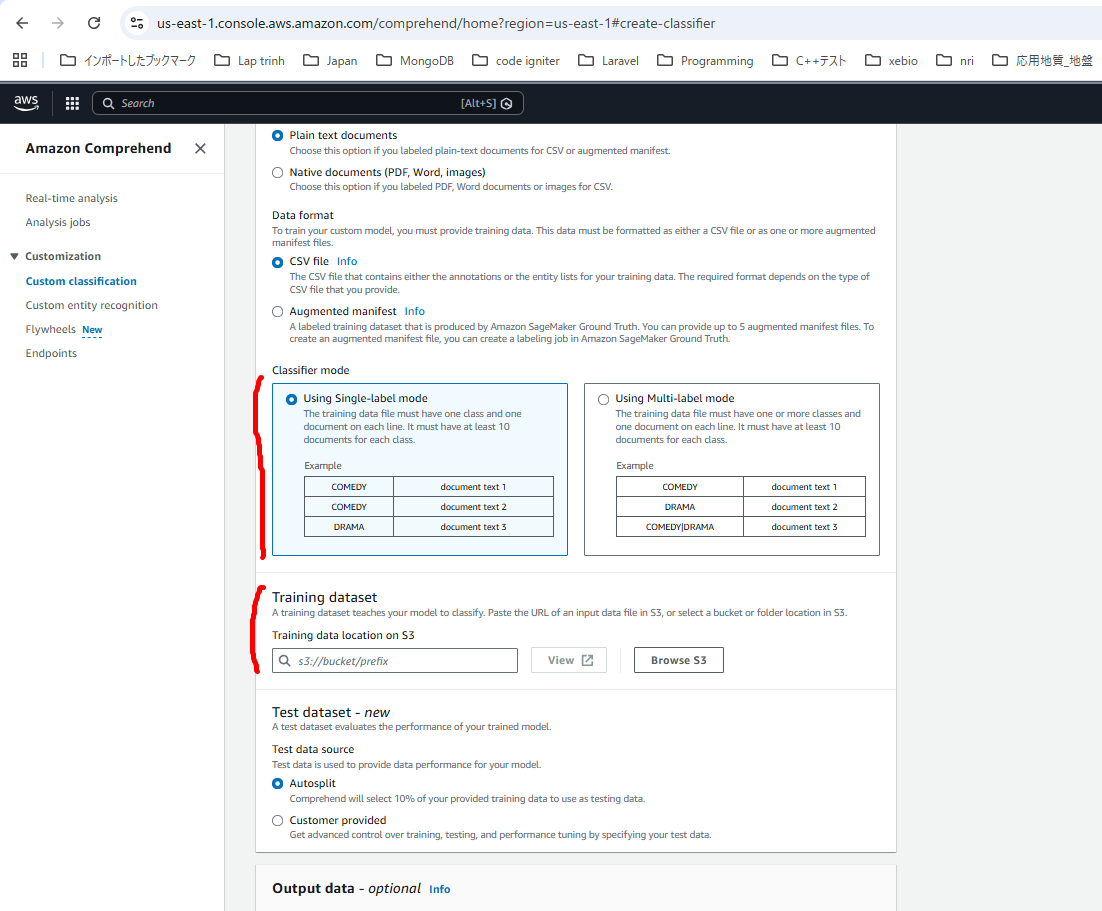 us-east-1.console.aws.amazon.com/comprehend/home?region=us-east-1#create-classifier
インポートしたブックマーク Lap trinh Japan MongoDB code igniter Laravel Programming C++テスト xebio nri 応用地質_地盤
aws Search [Alt+S]
Amazon Comprehend
Real-time analysis
Analysis jobs
Customization
Custom classification
Custom entity recognition
Flywheels New
Endpoints
Plain text documents
Choose this option if you labeled plain-text documents for CSV or augmented manifest.
Native documents (PDF, Word, images)
Choose this option if you labeled PDF, Word documents or images for CSV.
Data format
To train your custom model, you must provide training data. This data must be formatted as either a CSV file or as one or more augmented
manifest files.
CSV file Info
The CSV file that contains either the annotations or the entity lists for your training data. The required format depends on the type of
CSV file that you provide.
Augmented manifest Info
A labeled training dataset that is produced by Amazon SageMaker Ground Truth. You can provide up to 5 augmented manifest files. To
create an augmented manifest file, you can create a labeling job in Amazon SageMaker Ground Truth.
Classifier mode
Using Single-label mode
The training data file must have one class and one
document on each line. It must have at least 10
documents for each class.
Example
COMEDY document text 1
COMEDY document text 2
DRAMA document text 3
Using Multi-label mode
The training data file must have one or more classes and
one document on each line. It must have at least 10
documents for each class.
Example
COMEDY document text 1
DRAMA document text 2
COMEDY|DRAMA document text 3
Training dataset
A training dataset teaches your model to classify. Paste the URL of an input data file in S3, or select a bucket or folder location in S3.
Training data location on S3
s3://bucket/prefix View Browse S3
Test dataset - new
A test dataset evaluates the performance of your trained model.
Test data source
Test data is used to provide data performance for your model.
Autosplit
Comprehend will select 10% of your provided training data to use as testing data.
Customer provided
Get advanced control over training, testing, and performance tuning by specifying your test data.
Output data - optional Info